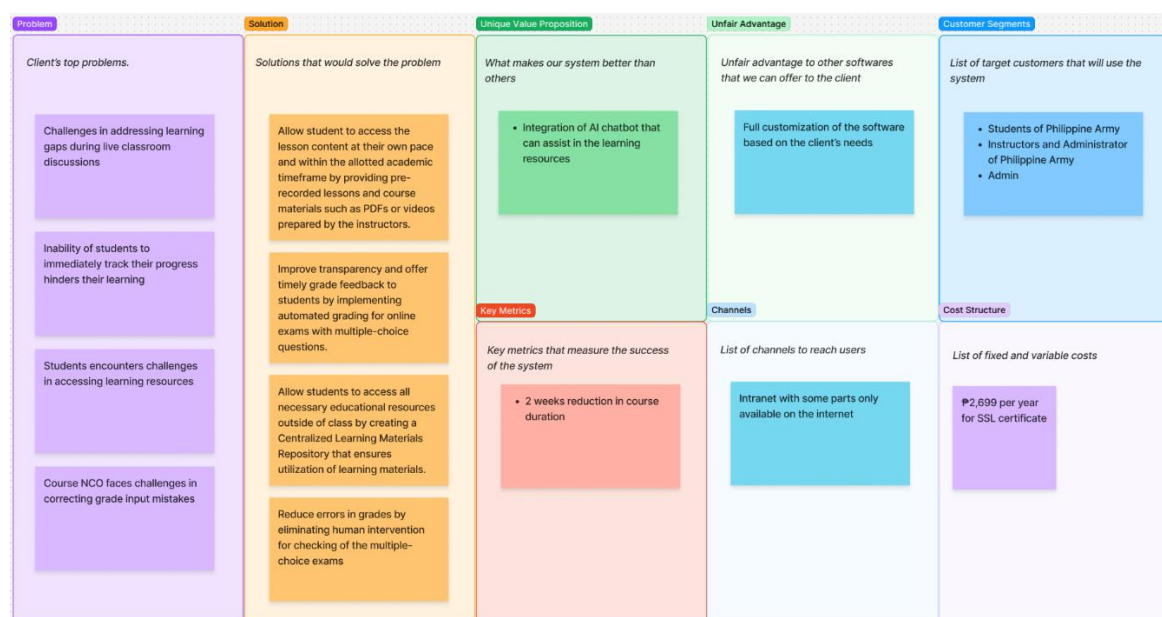 Problem
Client's top problems.
Challenges in addressing learning
gaps during live classroom
discussions
Inability of students to
immediately track their progress
hinders their learning
Students encounters challenges
in accessing learning resources
Course NCO faces challenges in
correcting grade input mistakes
Solution
Solutions that would solve the problem
Allow student to access the
lesson content at their own pace
and within the allotted academic
timeframe by providing pre-
recorded lessons and course
materials such as PDFs or videos
prepared by the instructors.
Improve transparency and offer
timely grade feedback to
students by implementing
automated grading for online
exams with multiple-choice
questions.
Allow students to access all
necessary educational resources
outside of class by creating a
Centralized Learning Materials
Repository that ensures
utilization of learning materials.
Reduce errors in grades by
eliminating human intervention
for checking of the multiple-
choice exams
Unique Value Proposition
What makes our system better than
others
• Integration of AI chatbot that
can assist in the learning
resources
Key Metrics
Key metrics that measure the success
of the system
• 2 weeks reduction in course
duration
Unfair Advantage
Unfair advantage to other softwares
that we can offer to the client
Full customization of the software
based on the client's needs
Channels
List of channels to reach users
Intranet with some parts only
available on the internet
Customer Segments
List of target customers that will use the
system
• Students of Philippine Army
• Instructors and Administrator
of Philippine Army
• Admin
Cost Structure
List of fixed and variable costs
₱2,699 per year
for SSL certificate